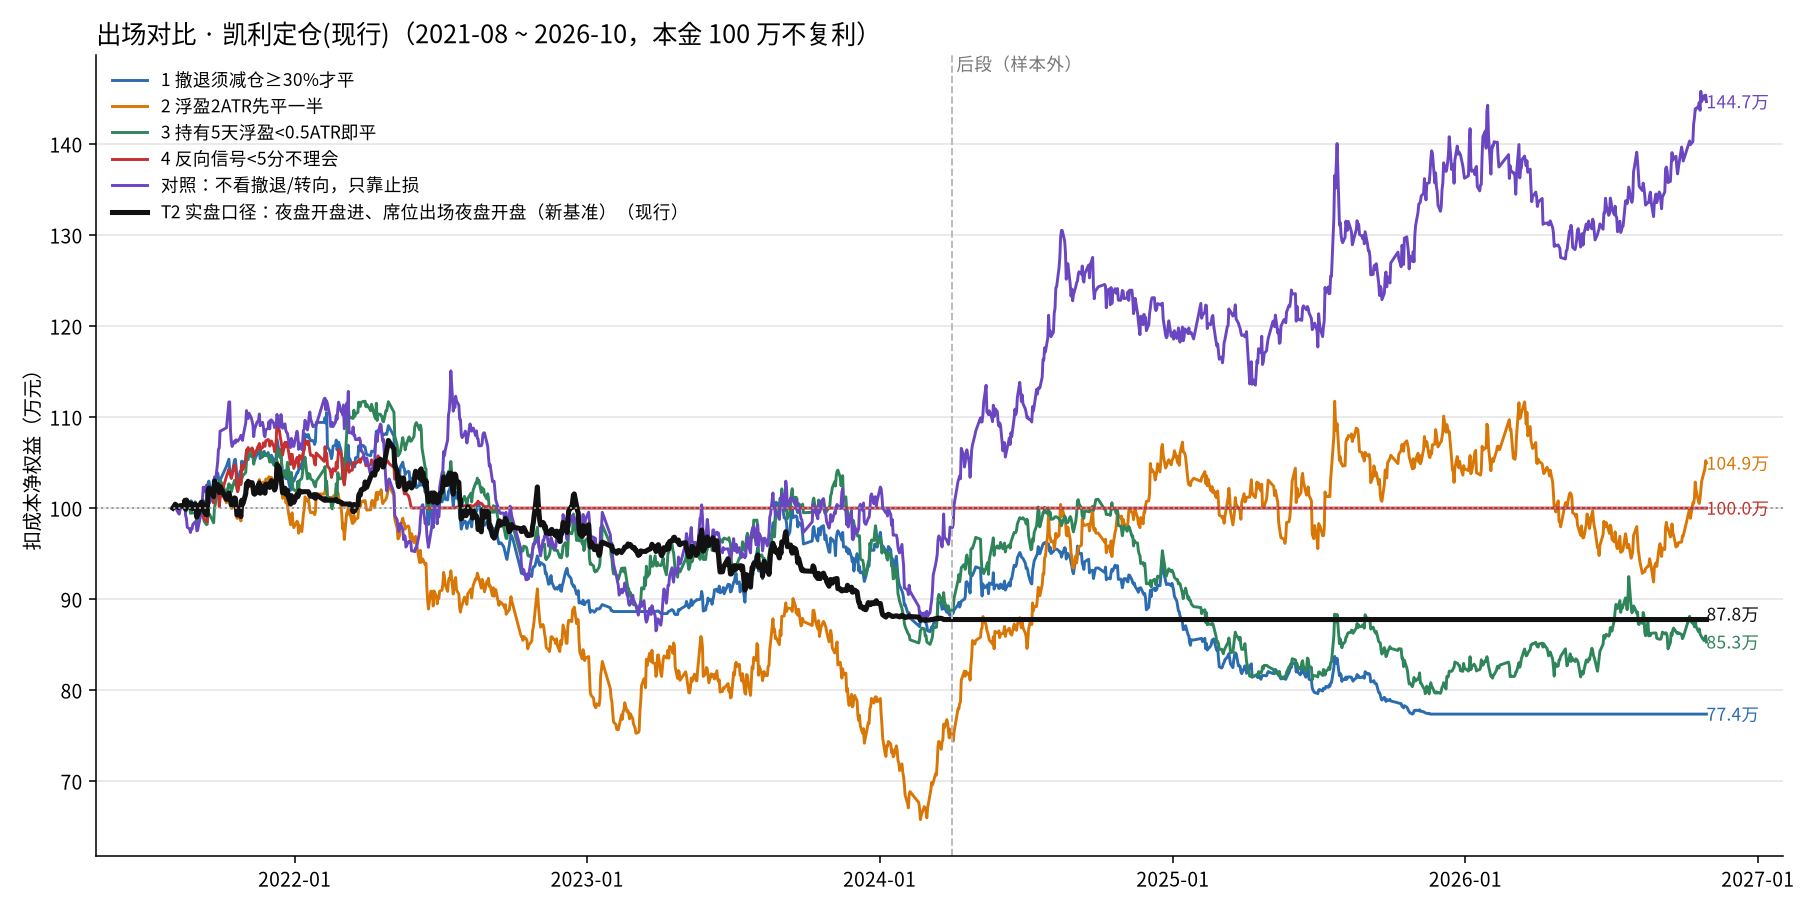 出场对比 · 凯利定仓(现行)（2021-08 ~ 2026-10，本金 100 万不复利）
后段（样本外）
1 撤退须减仓≥30%才平
2 浮盈2ATR先平一半
3 持有5天浮盈<0.5ATR即平
4 反向信号<5分不理会
对照：不看撤退/转向，只靠止损
T2 实盘口径：夜盘开盘进、席位出场夜盘开盘（新基准）（现行）
扣成本净权益（万元）
140
130
120
110
100
90
80
70
144.7万
104.9万
100.0万
87.8万
85.3万
77.4万
2022-01
2023-01
2024-01
2025-01
2026-01
2027-01